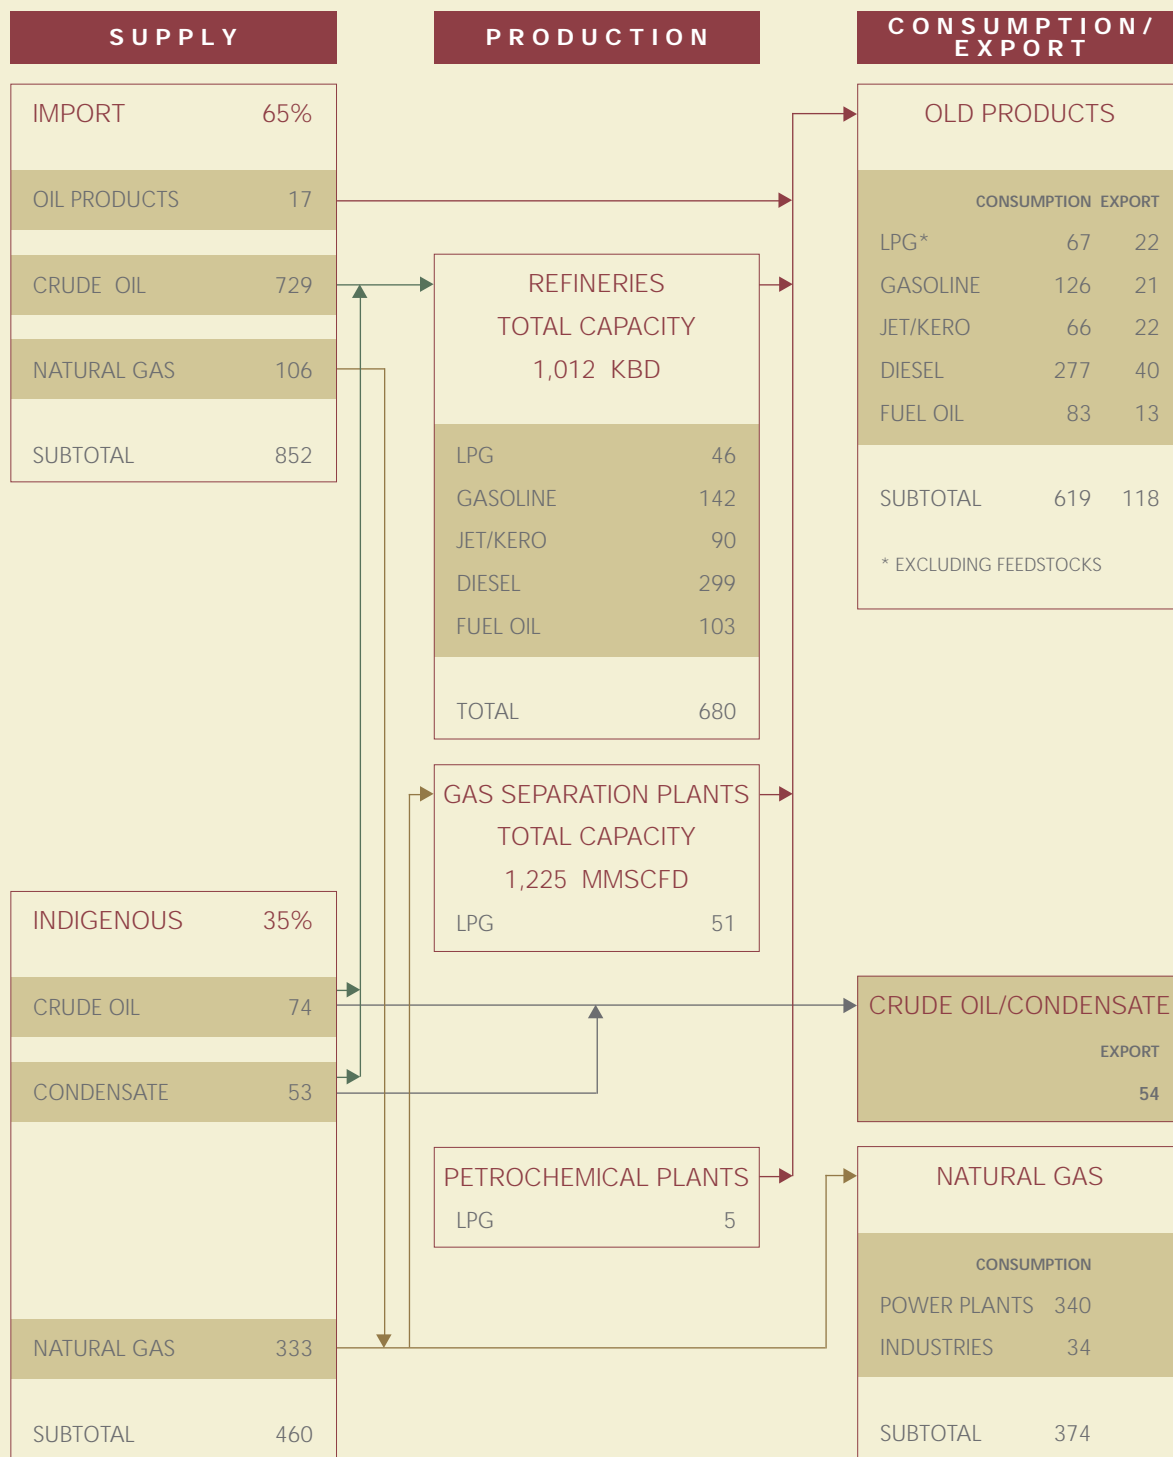 SUPPLY
IMPORT 65%
OIL PRODUCTS 17
CRUDE OIL 729
NATURAL GAS 106
SUBTOTAL 852
INDIGENOUS 35%
CRUDE OIL 74
CONDENSATE 53
NATURAL GAS 333
SUBTOTAL 460
PRODUCTION
REFINERIES
TOTAL CAPACITY
1,012 KBD
LPG 46
GASOLINE 142
JET/KERO 90
DIESEL 299
FUEL OIL 103
TOTAL 680
GAS SEPARATION PLANTS
TOTAL CAPACITY
1,225 MMSCFD
LPG 51
PETROCHEMICAL PLANTS
LPG 5
CONSUMPTION/
EXPORT
OLD PRODUCTS
CONSUMPTION EXPORT
LPG* 67 22
GASOLINE 126 21
JET/KERO 66 22
DIESEL 277 40
FUEL OIL 83 13
SUBTOTAL 619 118
* EXCLUDING FEEDSTOCKS
CRUDE OIL/CONDENSATE
EXPORT
54
NATURAL GAS
CONSUMPTION
POWER PLANTS 340
INDUSTRIES 34
SUBTOTAL 374